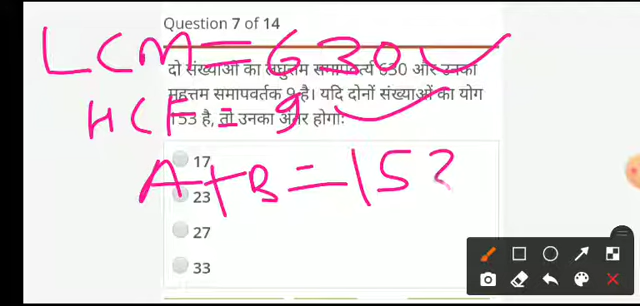 Question 7 of 14
LCM = 630
दो संख्याओं का लघुत्तम समापवर्त्य 630 और उनका
महत्तम समापवर्तक 9 है। यदि दोनों संख्याओं का योग
HCF = 9
153 है, तो उनका अंतर होगाः
17
A+B=153
23
27
33